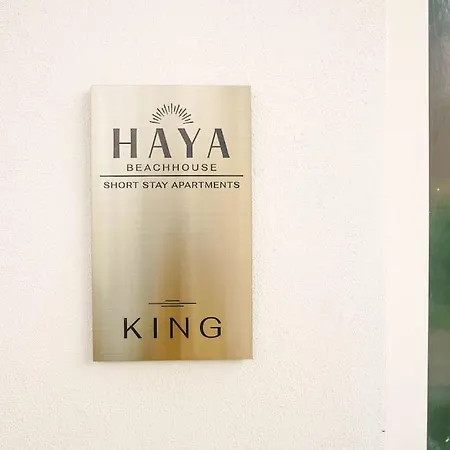 HAYA
BEACHHOUSE
SHORT STAY APARTMENTS
KING